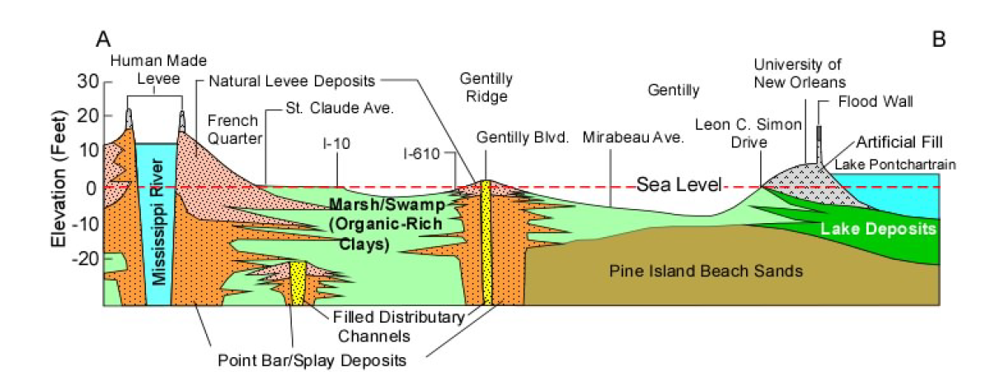 A
B
Human Made
Levee
Natural Levee Deposits
Gentilly
Ridge
Gentilly
University of
New Orleans
Flood Wall
French
Quarter
St. Claude Ave.
I-10
I-610
Gentilly Blvd.
Mirabeau Ave.
Leon C. Simon
Drive
Artificial Fill
Lake Pontchartrain
Elevation (Feet)
30
20
10
0
-10
-20
Mississippi River
Sea Level
Marsh/Swamp
(Organic-Rich
Clays)
Lake Deposits
Pine Island Beach Sands
Filled Distributary
Channels
Point Bar/Splay Deposits